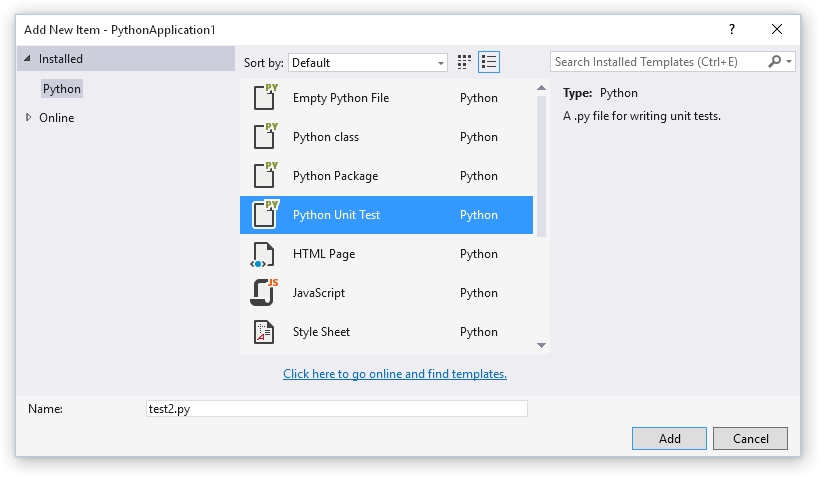 Add New Item - PythonApplication1
?
Installed
Python
Online
Sort by: Default
Search Installed Templates (Ctrl+E)
PY Empty Python File Python
PY Python class Python
PY Python Package Python
PY Python Unit Test Python
HTML Page Python
JS JavaScript Python
A Style Sheet Python
Type: Python
A .py file for writing unit tests.
Click here to go online and find templates.
Name: test2.py
Add Cancel